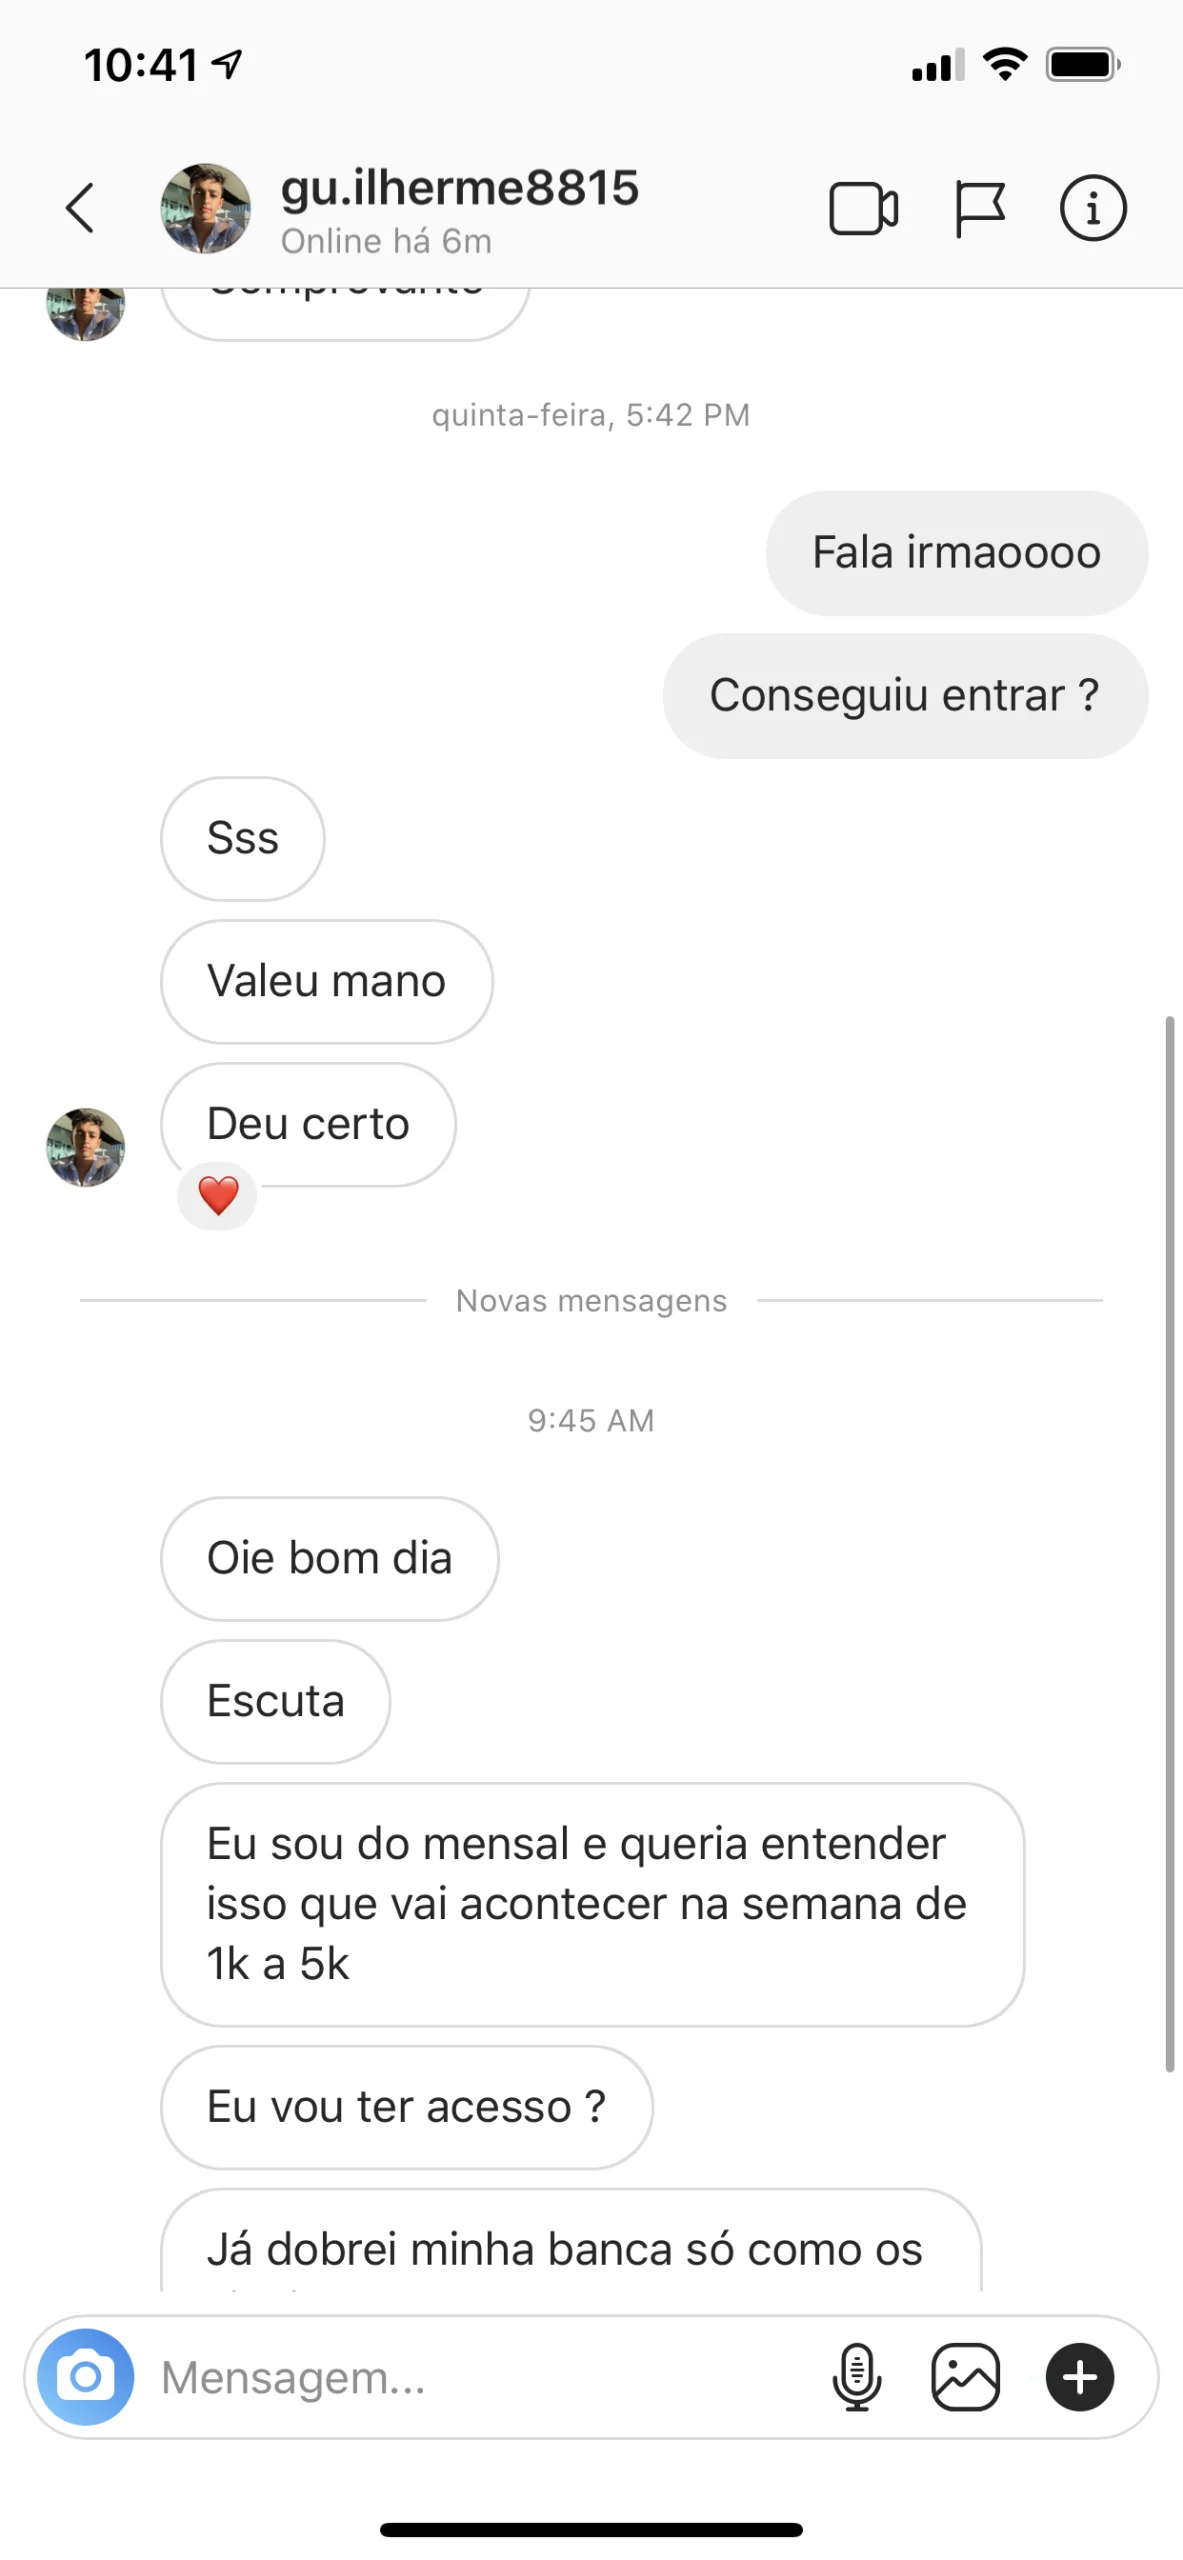 10:41
gu.ilherme8815
Online há 6m
quinta-feira, 5:42 PM
Fala irmaoooo
Conseguiu entrar ?
Sss
Valeu mano
Deu certo
Novas mensagens
9:45 AM
Oie bom dia
Escuta
Eu sou do mensal e queria entender
isso que vai acontecer na semana de
1k a 5k
Eu vou ter acesso ?
Já dobrei minha banca só como os
Mensagem...